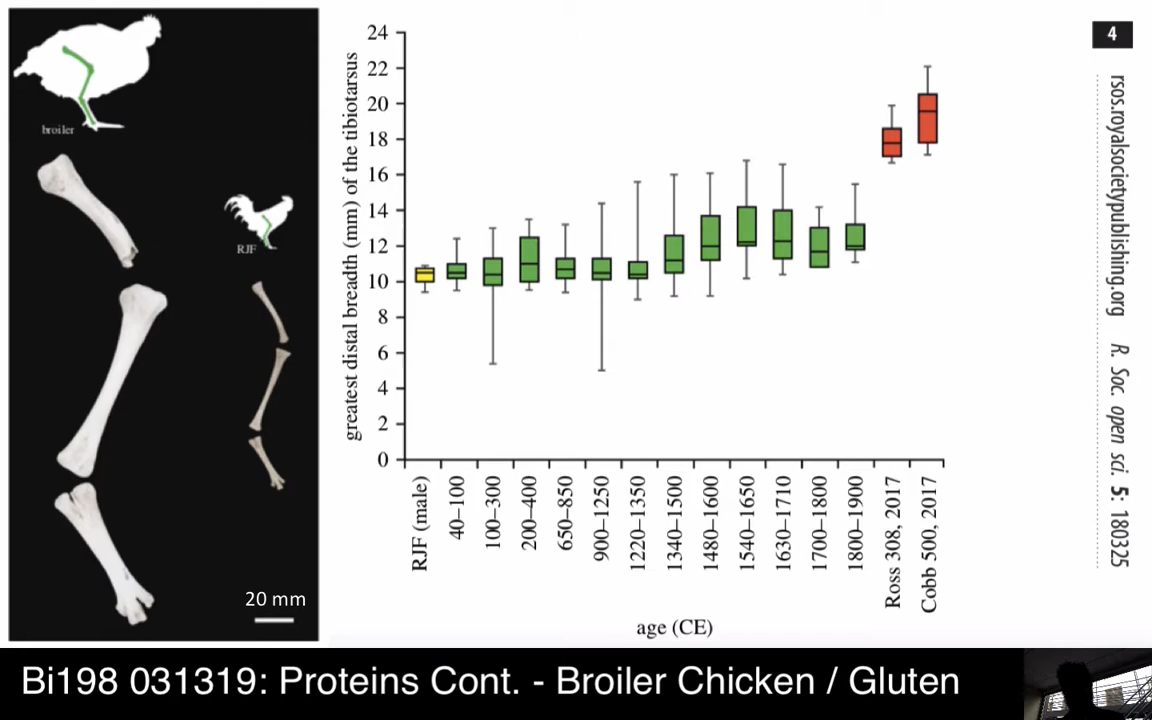 broiler
RJF
20 mm
greatest distal breadth (mm) of the tibiotarsus
24
22
20
18
16
14
12
10
8
6
4
2
0
RJF (male)
40–100
100–300
200–400
650–850
900–1250
1220–1350
1340–1500
1480–1600
1540–1650
1630–1710
1700–1800
1800–1900
Ross 308, 2017
Cobb 500, 2017
age (CE)
4
rsos.royalsocietypublishing.org R. Soc. open sci. 5: 180325
Bi198 031319: Proteins Cont. - Broiler Chicken / Gluten